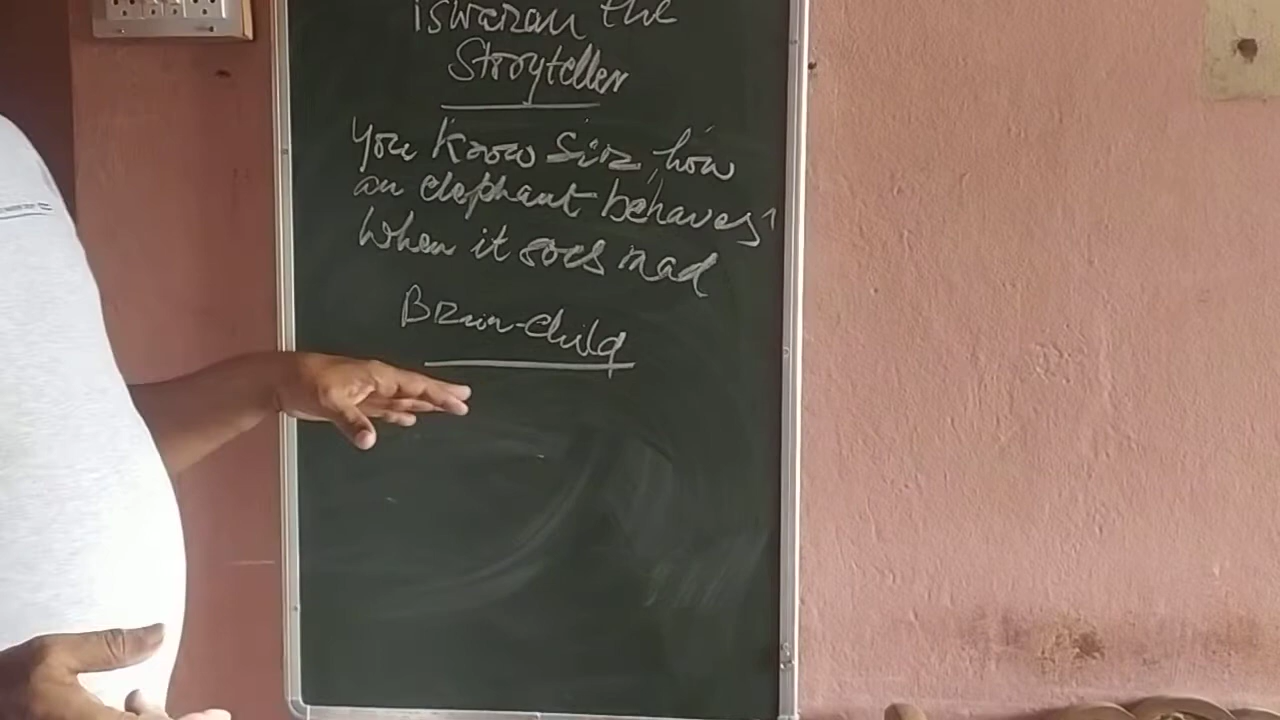 iswaran the
Storyteller
you know Sir, how
an elephant behaves
When it goes mad
Brain-child